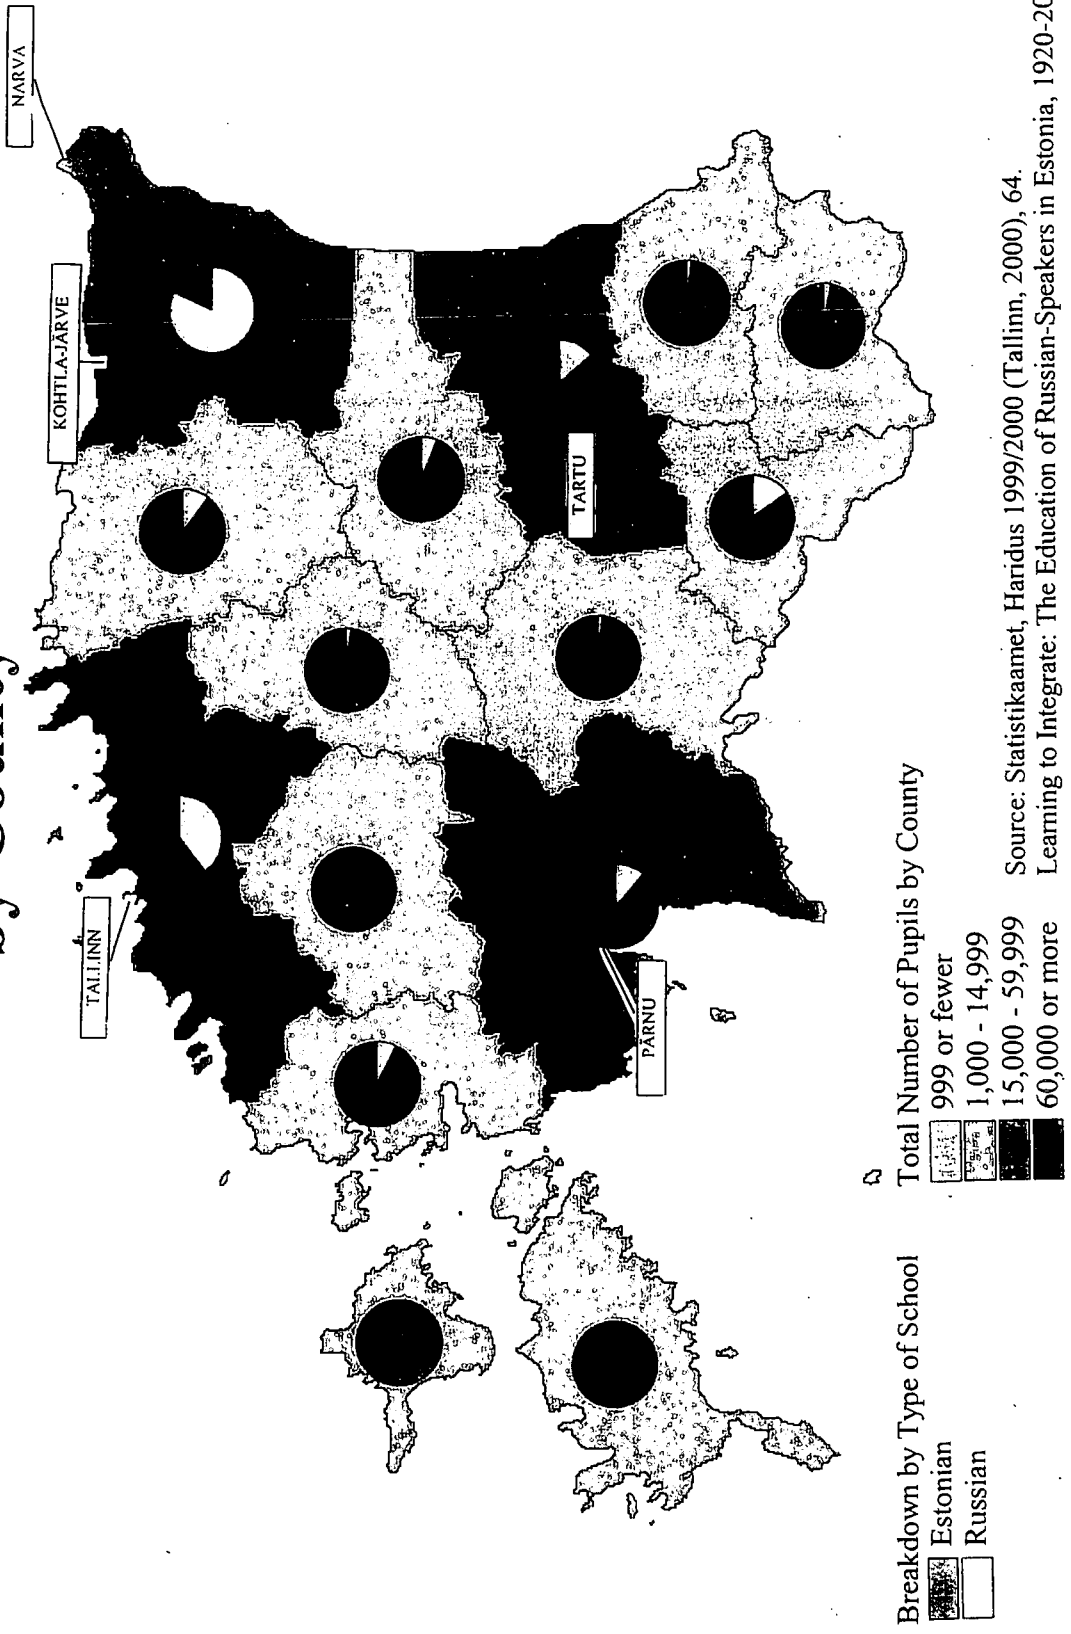 by County
NARVA
KOHTLA-JÄRVE
TALLINN
TARTU
PÄRNU
Breakdown by Type of School
Estonian
Russian
Total Number of Pupils by County
999 or fewer
1,000 - 14,999
15,000 - 59,999
60,000 or more
Source: Statistikaamet, Haridus 1999/2000 (Tallinn, 2000), 64.
Learning to Integrate: The Education of Russian-Speakers in Estonia, 1920-20